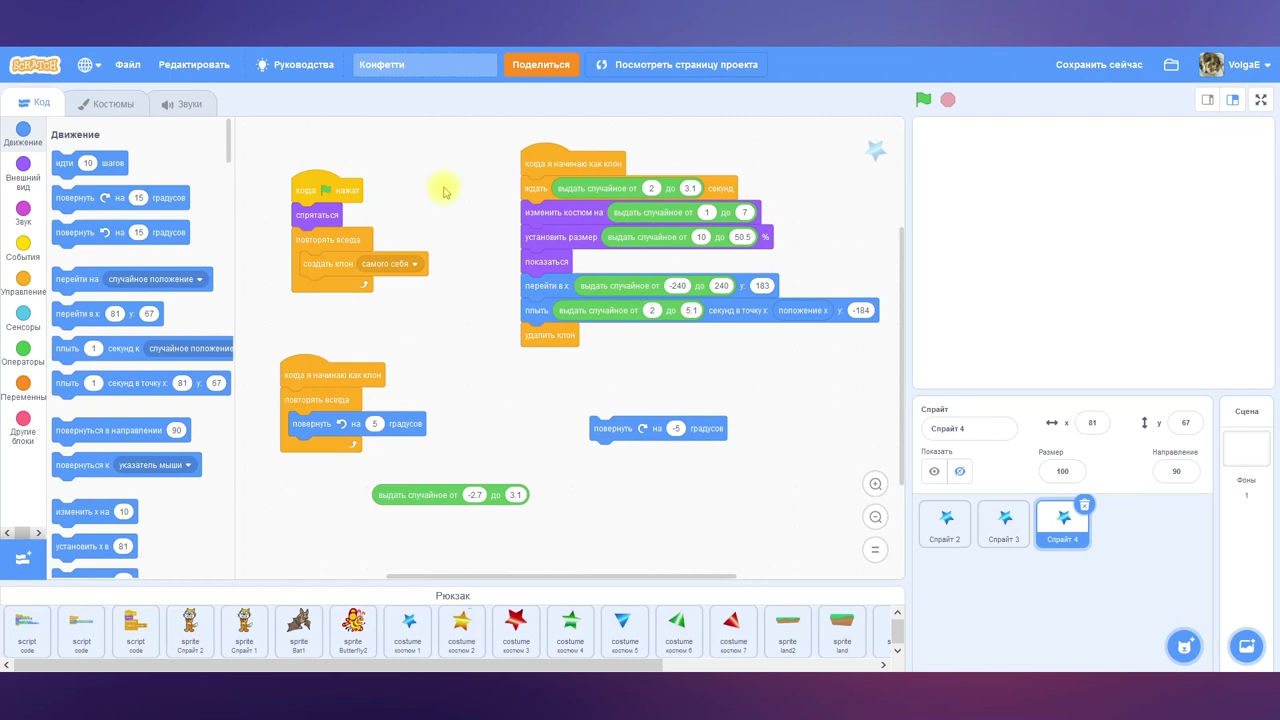 SCRATCH Файл Редактировать Руководства Конфетти Поделиться Посмотреть страницу проекта Сохранить сейчас VolgaE
Код Костюмы Звуки
Движение
Внешний вид
Звук
События
Управление
Сенсоры
Операторы
Переменны
Другие блоки
Движение
идти 10 шагов
повернуть 15 градусов
повернуть 15 градусов
перейти на случайное положение
перейти в x: 81 y: 67
плыть 1 секунд к случайное положение
плыть 1 секунд в точку x: 81 y: 67
повернуться в направлении 90
повернуться к указатель мыши
изменить x на 10
установить x в 81
когда нажат
спрятаться
повторять всегда
создать клон самого себя
когда я начинаю как клон
повторять всегда
повернуть на 5 градусов
выдать случайное от -2.7 до 3.1
когда я начинаю как клон
ждать выдать случайное от 2 до 3.1 секунд
изменить костюм на выдать случайное от 1 до 7
установить размер выдать случайное от 10 до 50.5 %
показаться
перейти в x: выдать случайное от -240 до 240 y: 183
плыть выдать случайное от 2 до 5.1 секунд в точку x: положение x y: -184
удалить клон
повернуть на -5 градусов
Спрайт
Спрайт 4 x 81 y 67
Показать Размер Направление
100 90
Спрайт 2 Спрайт 3 Спрайт 4
Сцена
Фоны
1
Рюкзак
script script script sprite sprite sprite sprite costume costume costume costume costume costume costume sprite sprite
code code code Спрайт 2 Спрайт 1 Bat1 Butterfly2 костюм 1 костюм 2 костюм 3 костюм 4 костюм 5 костюм 6 костюм 7 land2 land